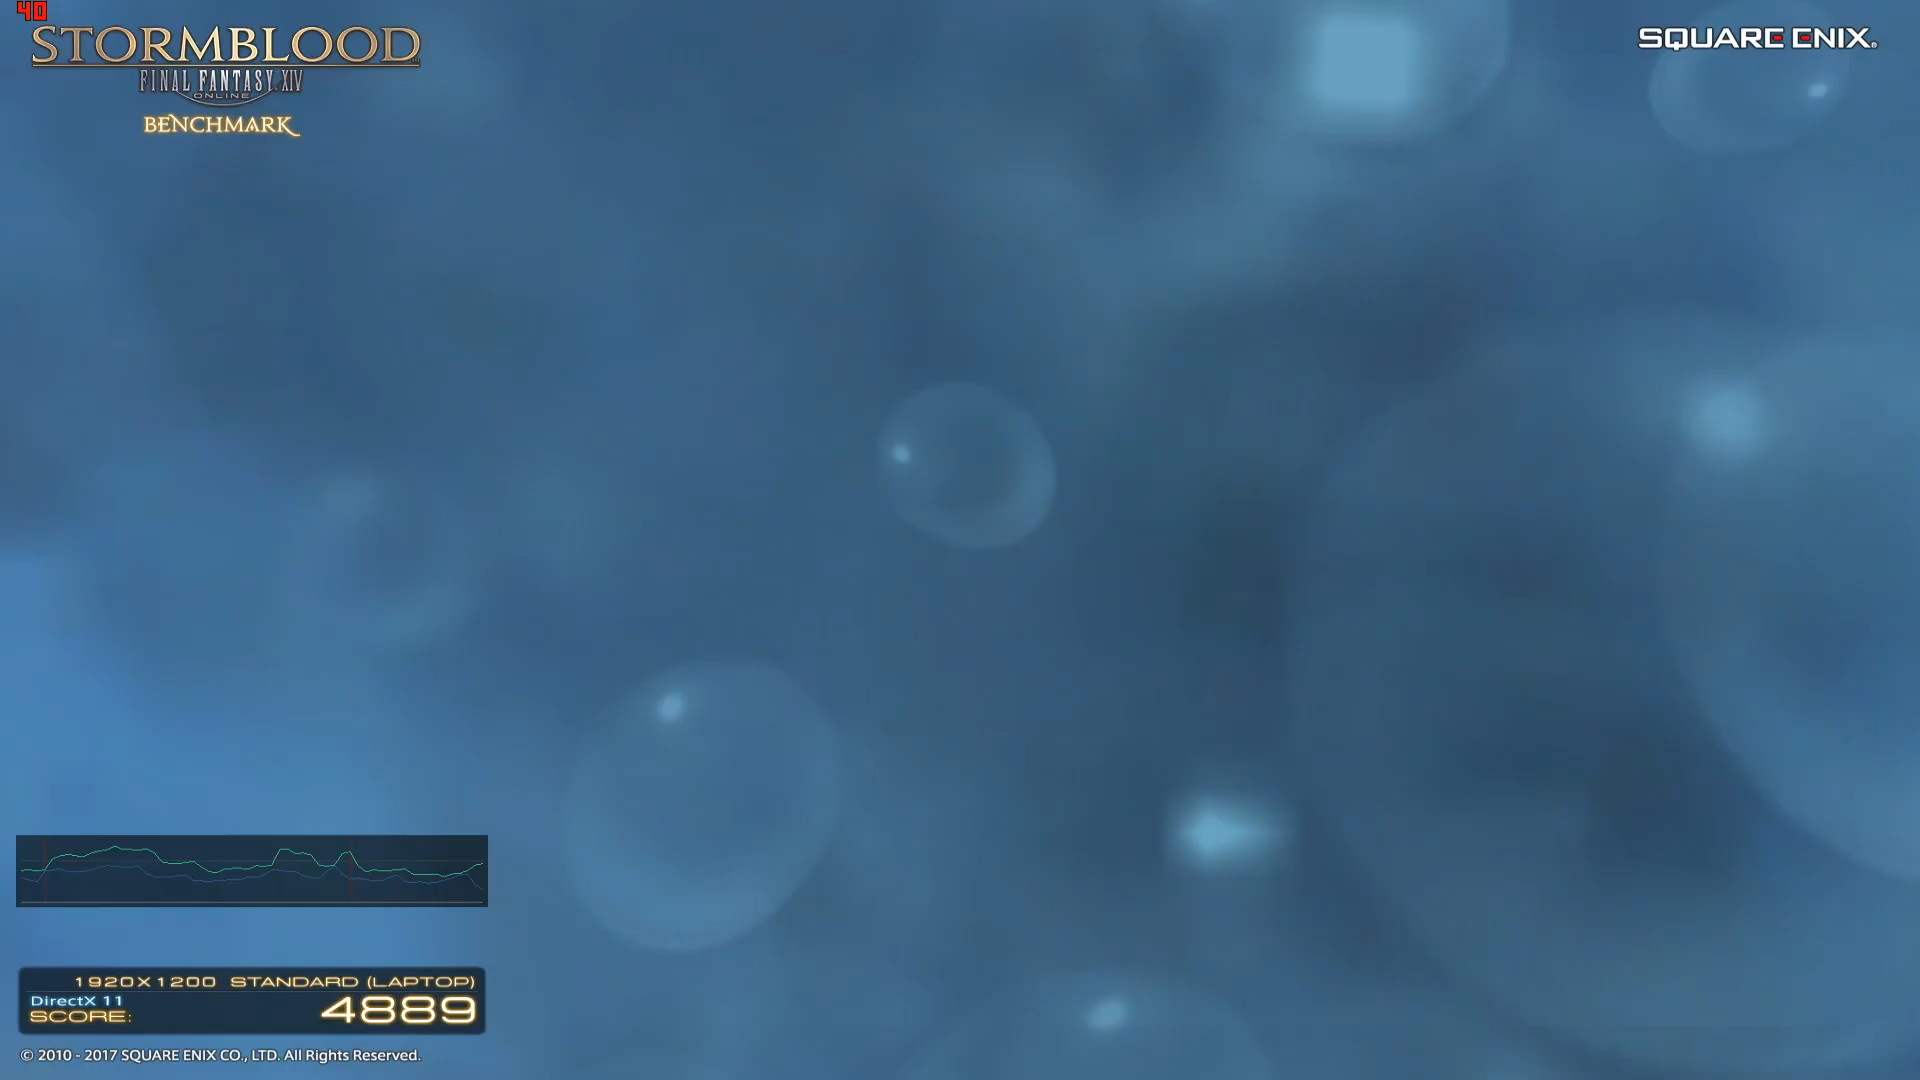 40
STORMBLOOD
FINAL FANTASY XIV
ONLINE
BENCHMARK
SQUARE ENIX®
1920X1200 STANDARD (LAPTOP)
DirectX 11
SCORE: 4889
© 2010 - 2017 SQUARE ENIX CO., LTD. All Rights Reserved.